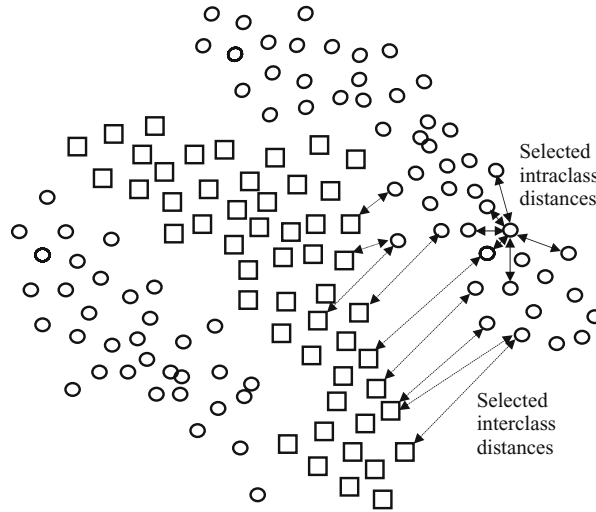 Selected
intraclass
distances
Selected
interclass
distances